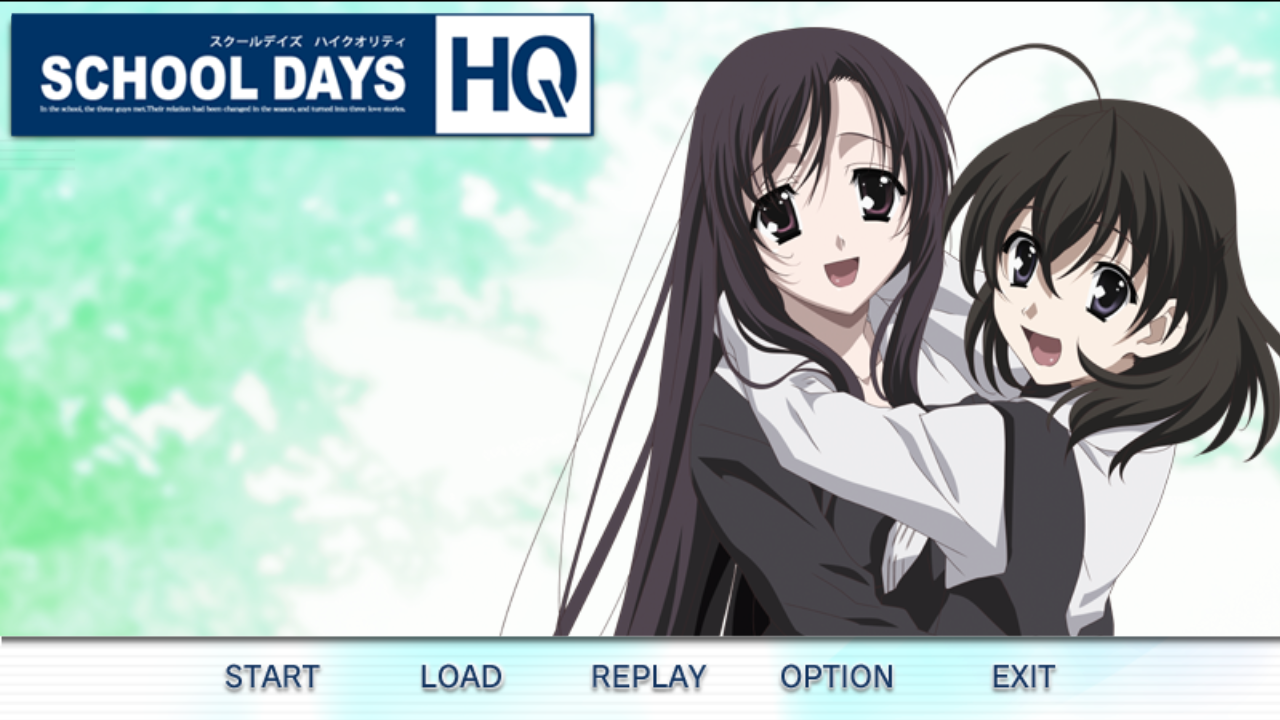 スクールデイズ ハイクオリティ
SCHOOL DAYS HQ
In the school, the three guys met.Their relation had been changed in the season, and turned into three love stories.
START LOAD REPLAY OPTION EXIT